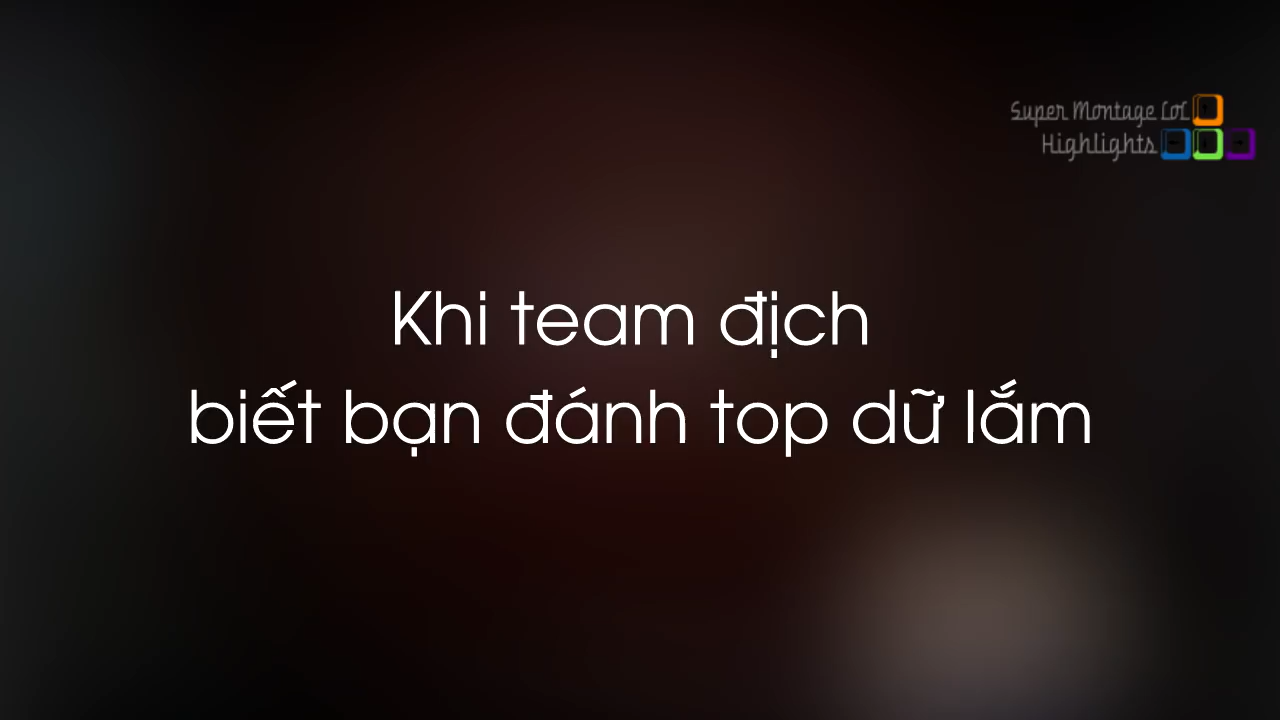 Super Montage LoL
Highlights
Khi team địch
biết bạn đánh top dữ lắm